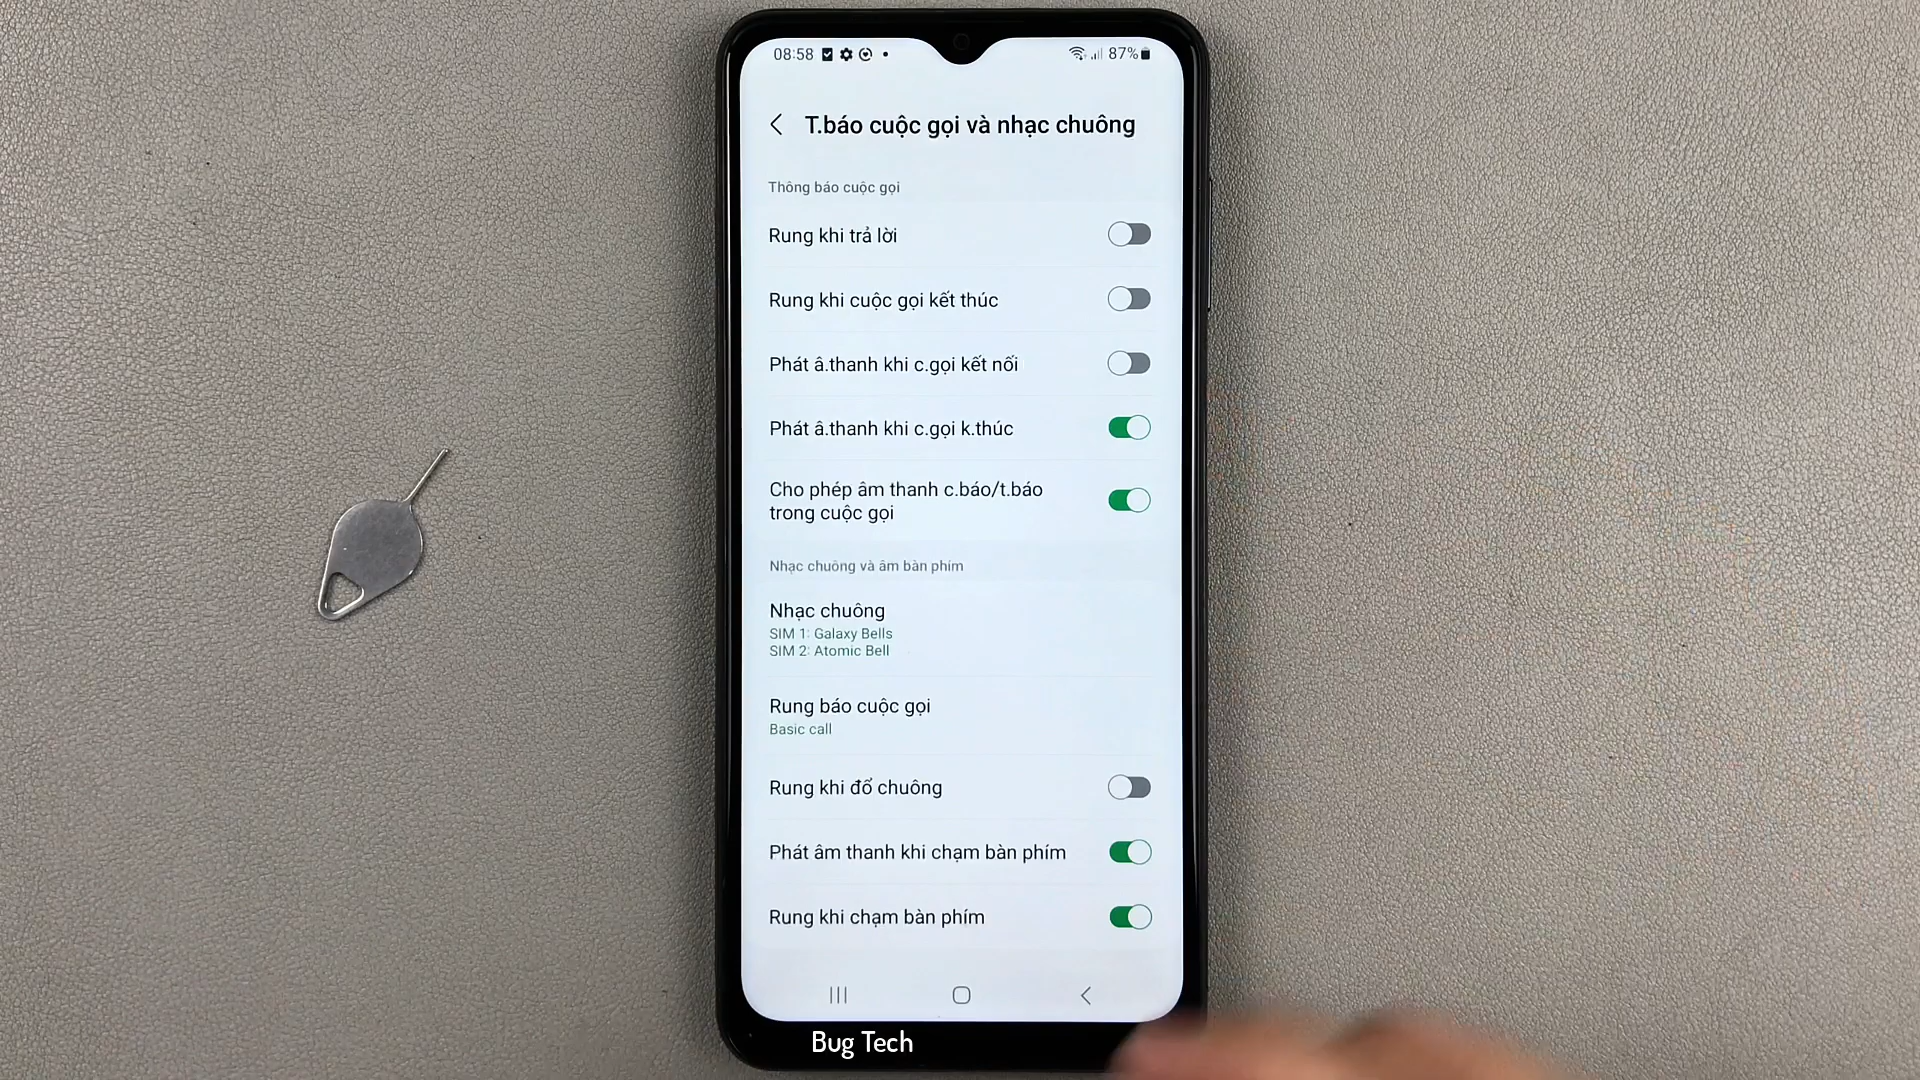 08:58
87%
T.báo cuộc gọi và nhạc chuông
Thông báo cuộc gọi
Rung khi trả lời
Rung khi cuộc gọi kết thúc
Phát â.thanh khi c.gọi kết nối
Phát â.thanh khi c.gọi k.thúc
Cho phép âm thanh c.báo/t.báo
trong cuộc gọi
Nhạc chuông và âm bàn phím
Nhạc chuông
SIM 1: Galaxy Bells
SIM 2: Atomic Bell
Rung báo cuộc gọi
Basic call
Rung khi đổ chuông
Phát âm thanh khi chạm bàn phím
Rung khi chạm bàn phím
Bug Tech